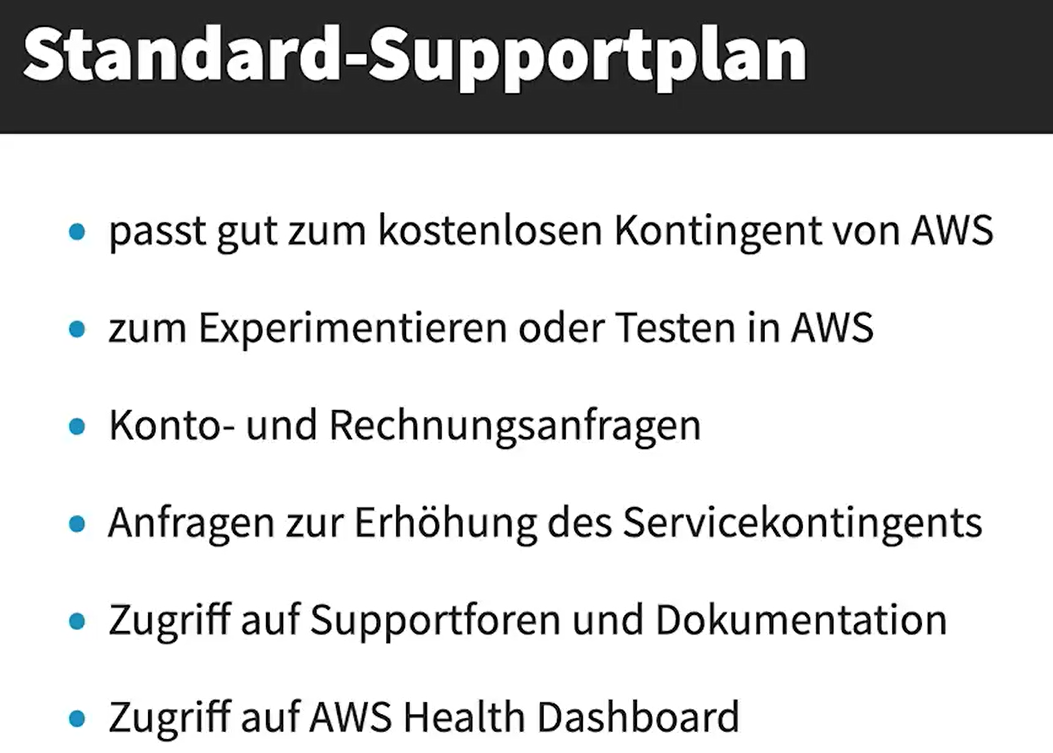 Standard-Supportplan
• passt gut zum kostenlosen Kontingent von AWS
• zum Experimentieren oder Testen in AWS
• Konto- und Rechnungsanfragen
• Anfragen zur Erhöhung des Servicekontingents
• Zugriff auf Supportforen und Dokumentation
• Zugriff auf AWS Health Dashboard